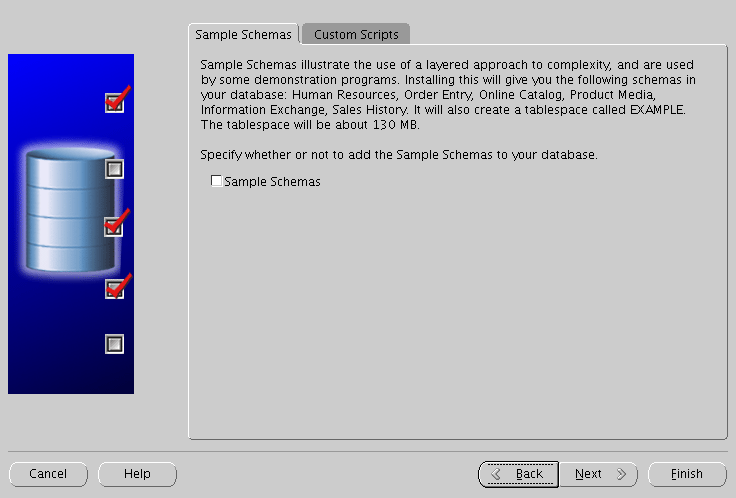 Sample Schemas
Custom Scripts
Sample Schemas illustrate the use of a layered approach to complexity, and are used
by some demonstration programs. Installing this will give you the following schemas in
your database: Human Resources, Order Entry, Online Catalog, Product Media,
Information Exchange, Sales History. It will also create a tablespace called EXAMPLE.
The tablespace will be about 130 MB.
Specify whether or not to add the Sample Schemas to your database.
Sample Schemas
Cancel
Help
Back
Next
Finish